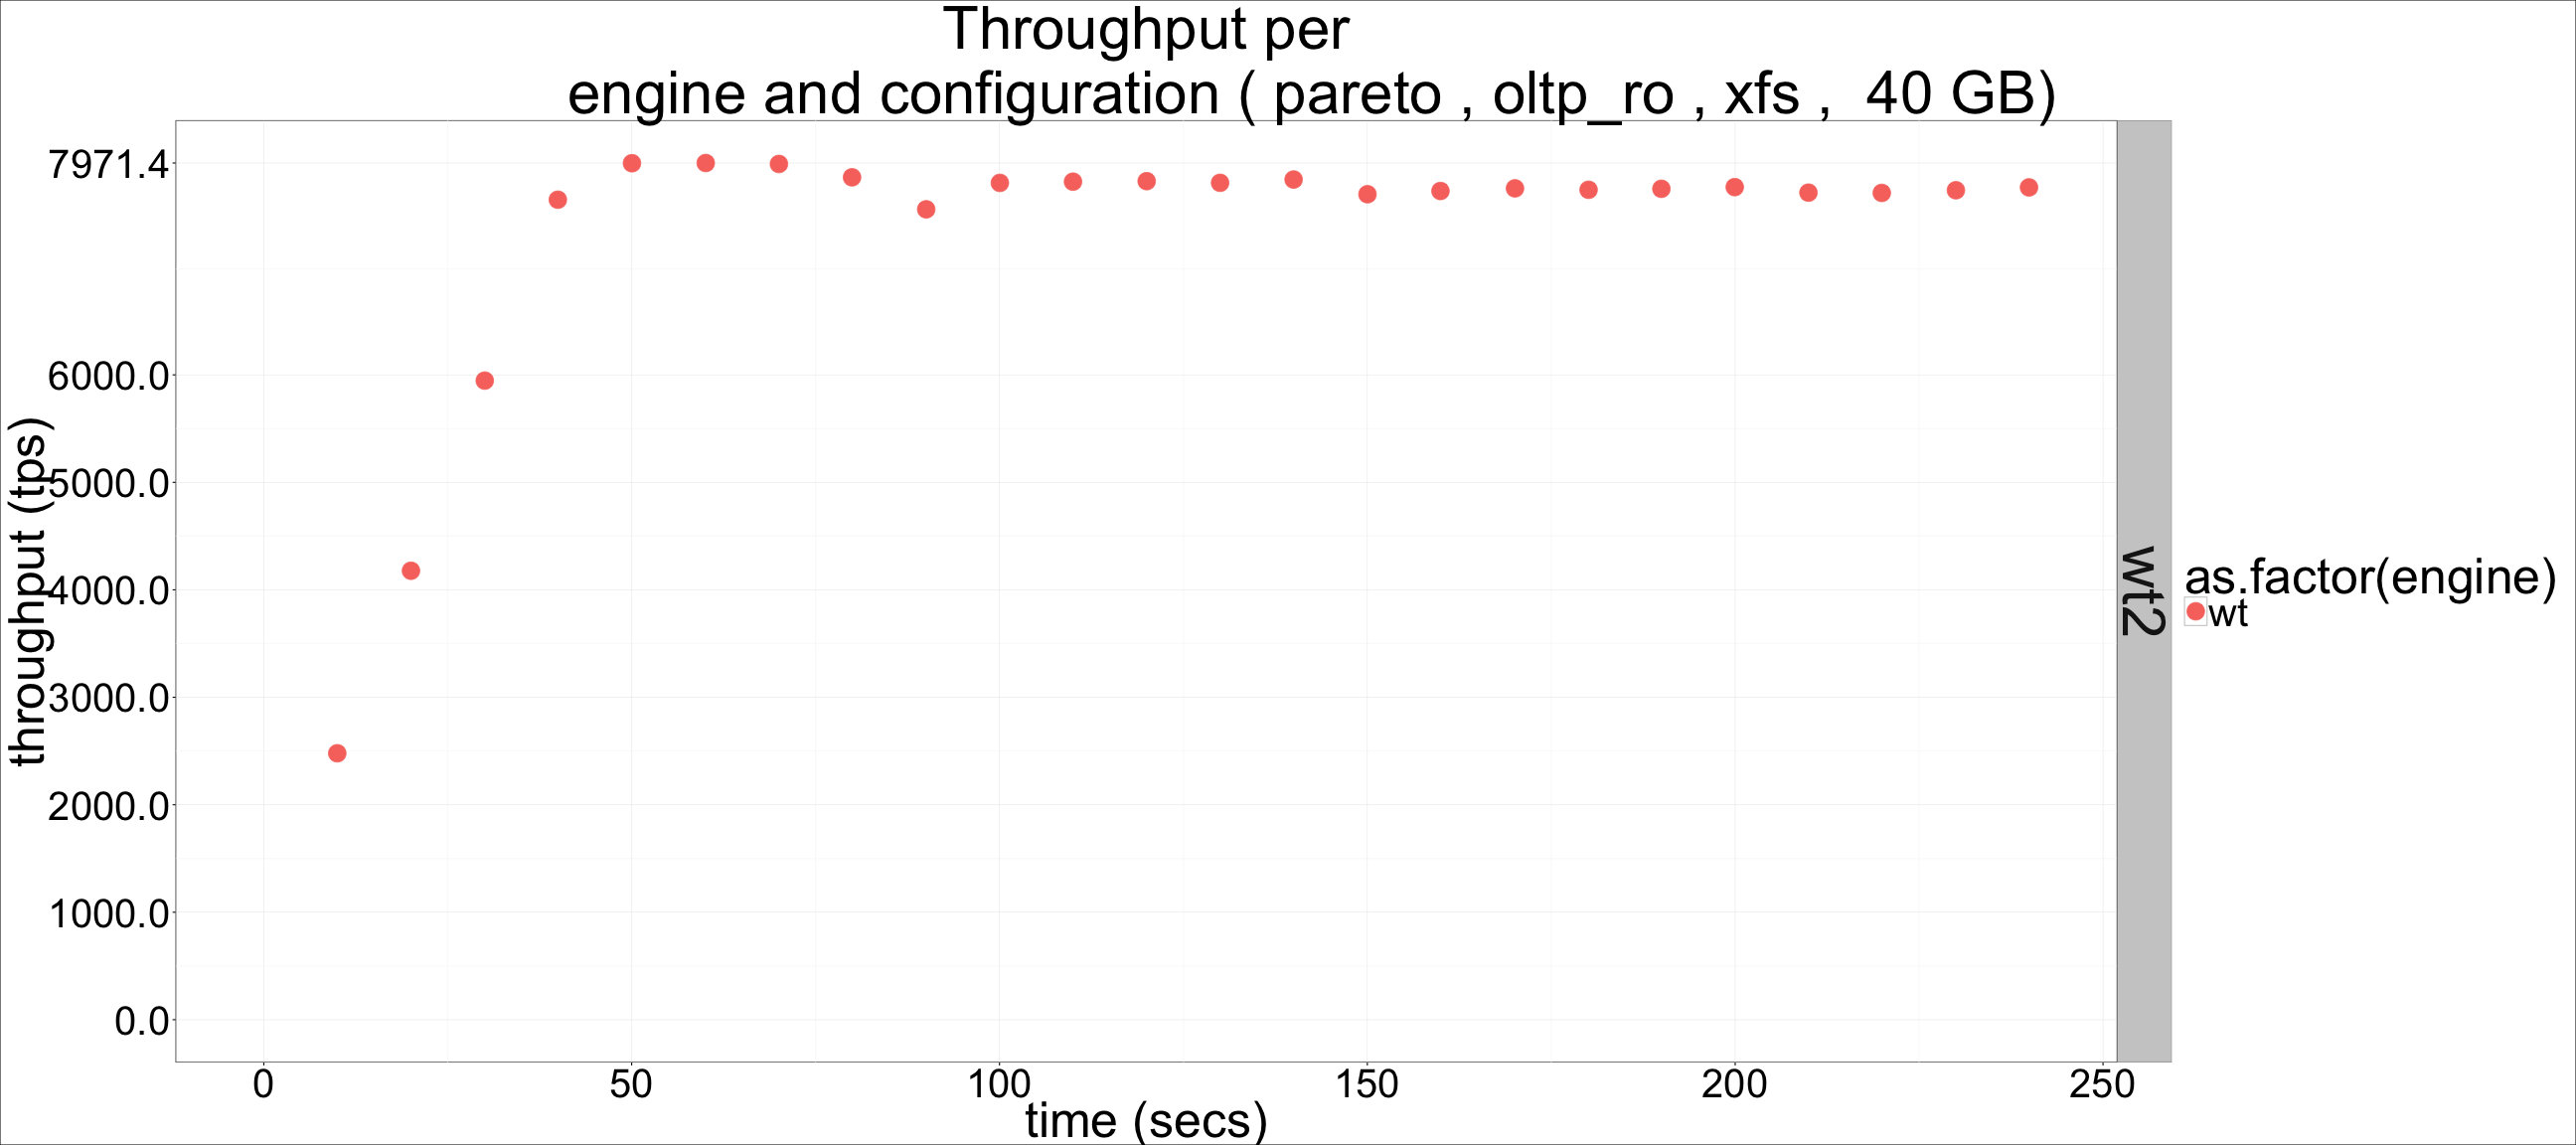 Throughput per
engine and configuration ( pareto , oltp_ro , xfs ,  40 GB)
throughput (tps)
7971.4
6000.0
5000.0
4000.0
3000.0
2000.0
1000.0
0.0
0 50 100 150 200 250
time (secs)
wt2
as.factor(engine)
wt